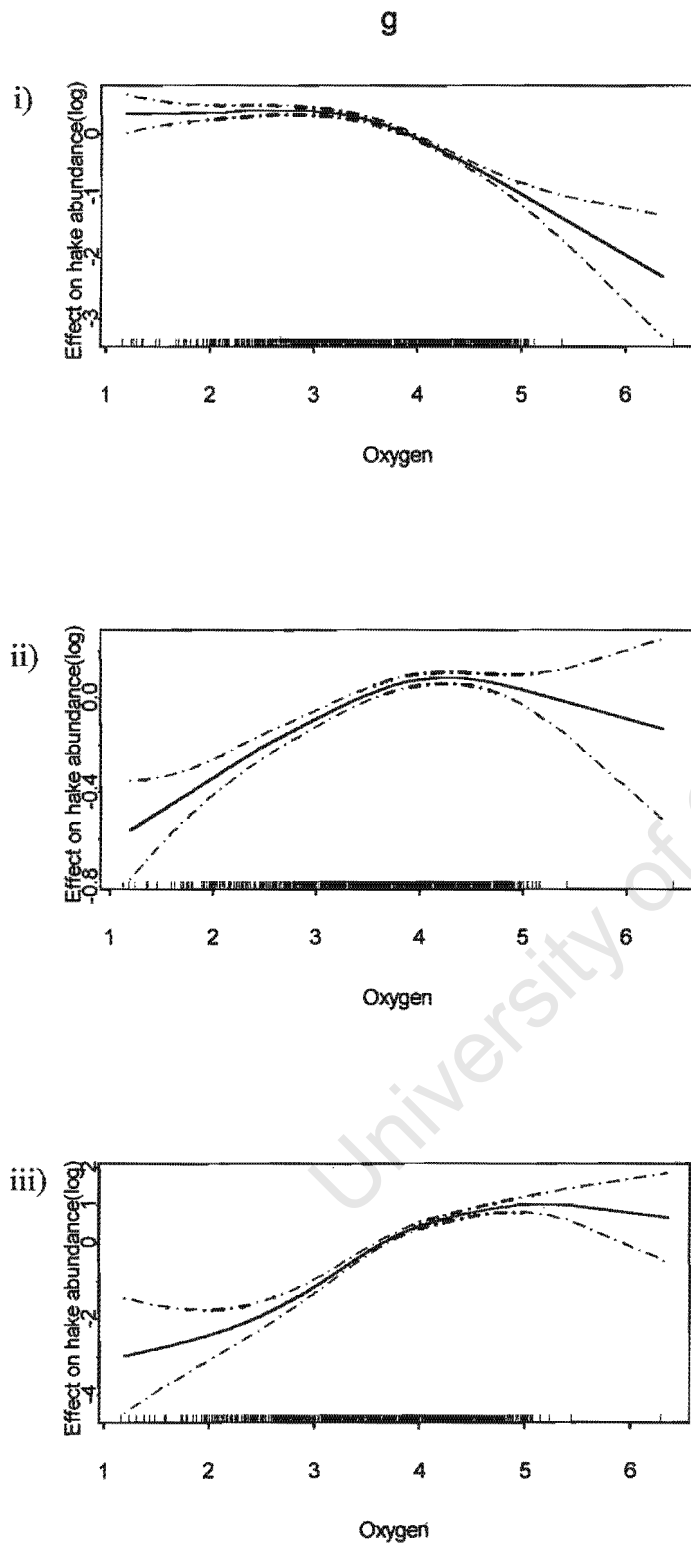 g
i)
Effect on hake abundance(log)
0
-1
-2
-3
1 2 3 4 5 6
Oxygen
ii)
Effect on hake abundance(log)
0.0
-0.4
-0.8
1 2 3 4 5 6
Oxygen
iii)
Effect on hake abundance(log)
2
1
0
-2
-4
1 2 3 4 5 6
Oxygen
University of